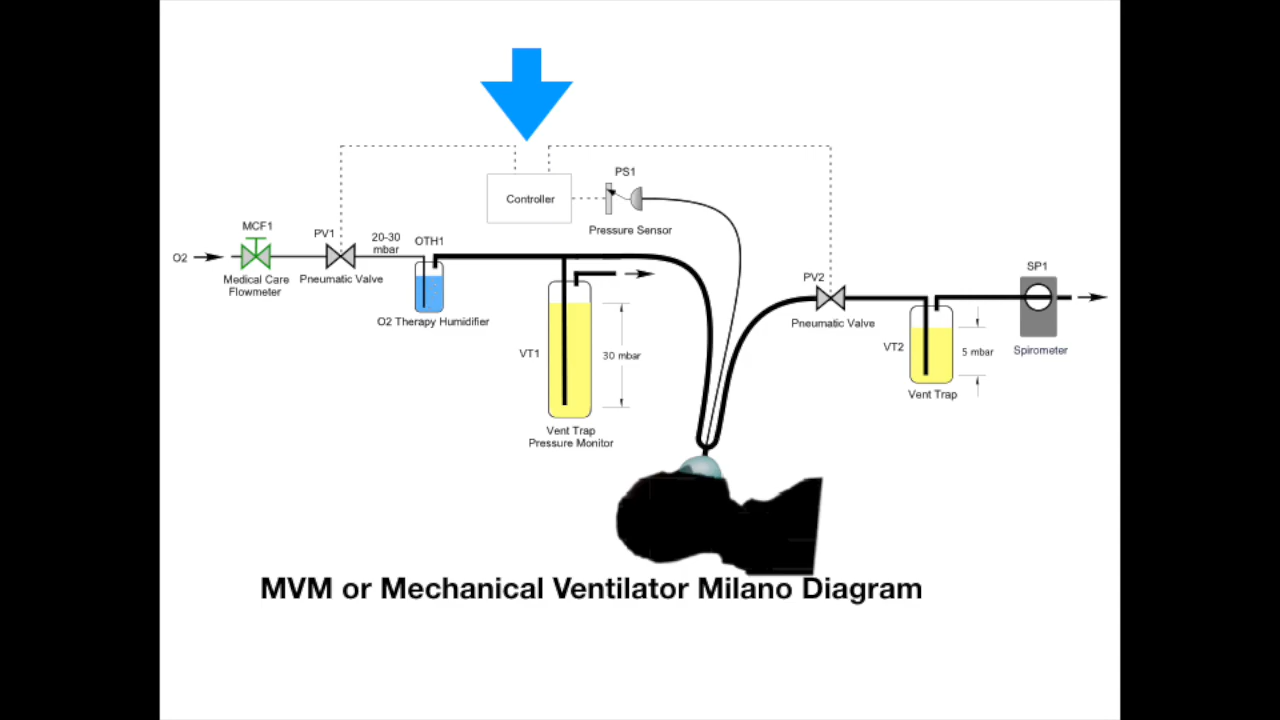 PS1
Controller
Pressure Sensor
MCF1
PV1
20-30
mbar
OTH1
O2
Medical Care
Flowmeter
Pneumatic Valve
O2 Therapy Humidifier
VT1
30 mbar
Vent Trap
Pressure Monitor
PV2
Pneumatic Valve
VT2
5 mbar
Vent Trap
SP1
Spirometer
MVM or Mechanical Ventilator Milano Diagram